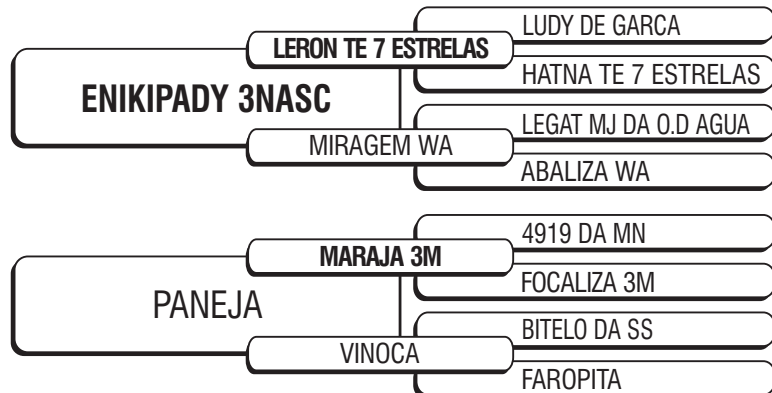 LUDY DE GARCA
LERON TE 7 ESTRELAS
HATNA TE 7 ESTRELAS
ENIKIPADY 3NASC
LEGAT MJ DA O.D AGUA
MIRAGEM WA
ABALIZA WA
4919 DA MN
MARAJA 3M
FOCALIZA 3M
PANEJA
BITELO DA SS
VINOCA
FAROPITA